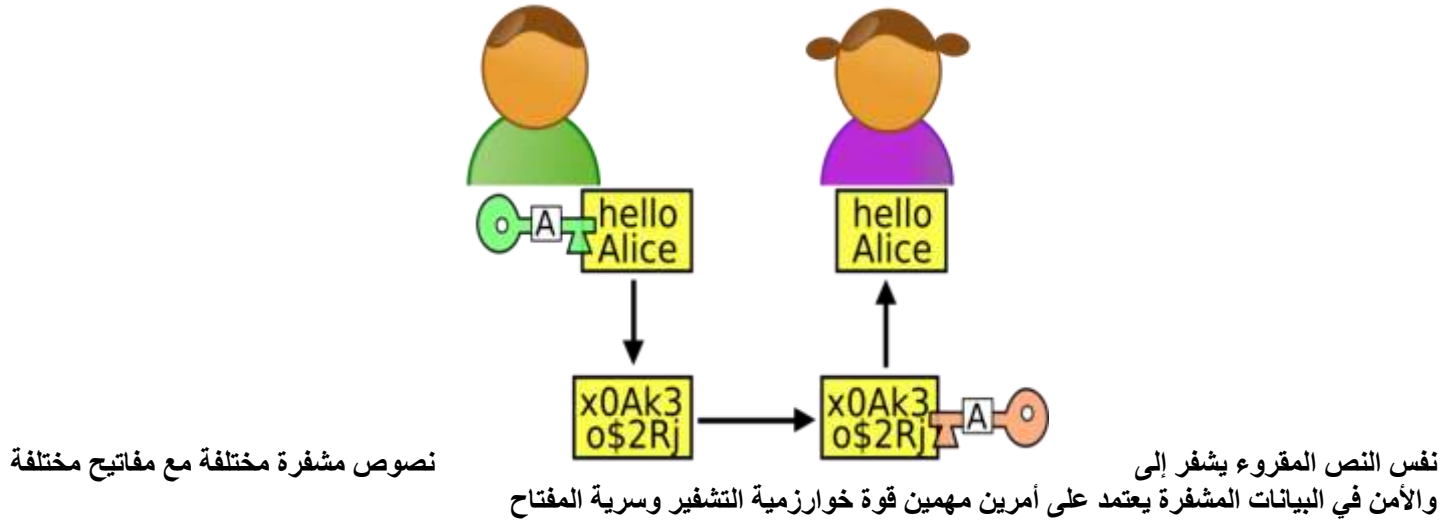 hello
Alice
A
hello
Alice
x0Ak3
o$2Rj
x0Ak3
o$2Rj
A
نفس النص المقروء يشفر إلى نصوص مشفرة مختلفة مع مفاتيح مختلفة
والأمن في البيانات المشفرة يعتمد على أمرين مهمين قوة خوارزمية التشفير وسرية المفتاح